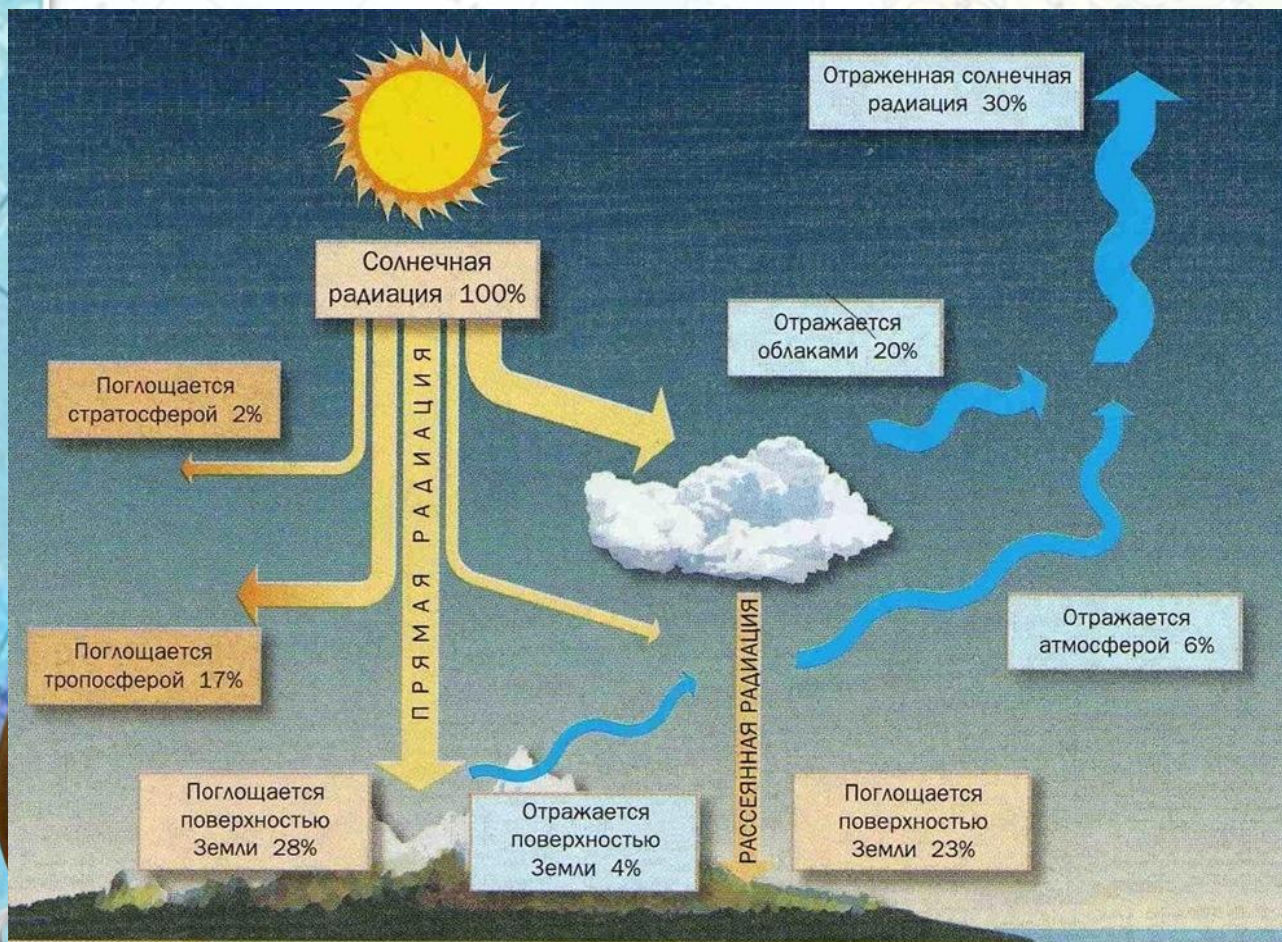 Отраженная солнечная
радиация 30%
Солнечная
радиация 100%
Отражается
облаками 20%
Поглощается
стратосферой 2%
ПРЯМАЯ РАДИАЦИЯ
Поглощается
тропосферой 17%
Отражается
атмосферой 6%
РАССЕЯННАЯ РАДИАЦИЯ
Поглощается
поверхностью
Земли 28%
Отражается
поверхностью
Земли 4%
Поглощается
поверхностью
Земли 23%